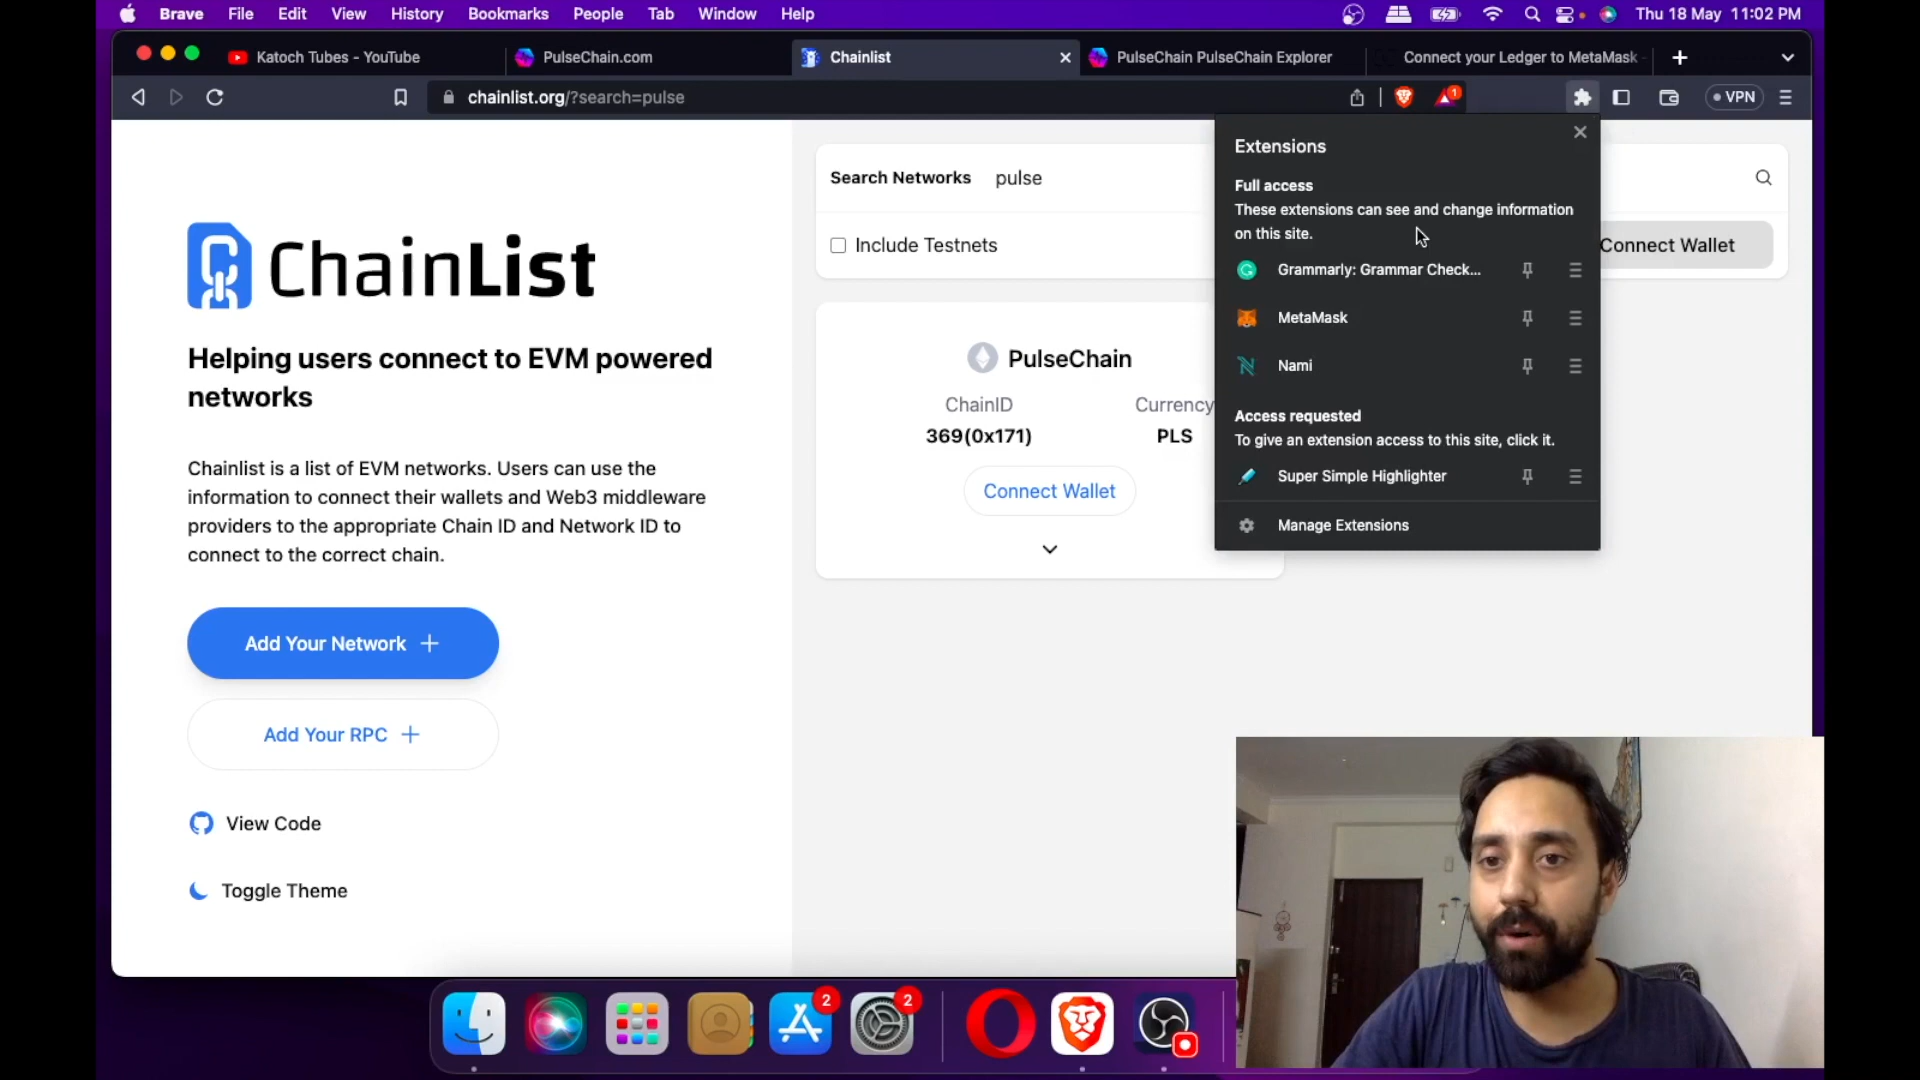 Brave File Edit View History Bookmarks People Tab Window Help Thu 18 May 11:02 PM
Katoch Tubes - YouTube PulseChain.com Chainlist PulseChain PulseChain Explorer Connect your Ledger to MetaMask
chainlist.org/?search=pulse 1 VPN
ChainList
Helping users connect to EVM powered
networks
Chainlist is a list of EVM networks. Users can use the
information to connect their wallets and Web3 middleware
providers to the appropriate Chain ID and Network ID to
connect to the correct chain.
Add Your Network
Add Your RPC
View Code
Toggle Theme
Search Networks pulse
Include Testnets
Connect Wallet
PulseChain
ChainID Currency
369(0x171) PLS
Connect Wallet
Extensions
Full access
These extensions can see and change information
on this site.
Grammarly: Grammar Check...
MetaMask
Nami
Access requested
To give an extension access to this site, click it.
Super Simple Highlighter
Manage Extensions
2 2